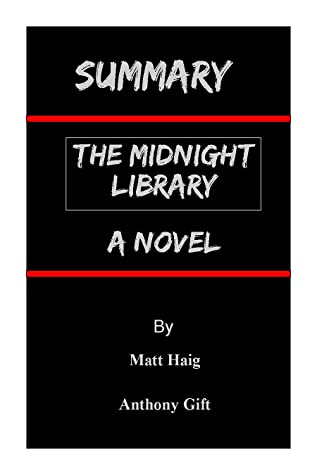 SUMMARY
THE MIDNIGHT
LIBRARY
A NOVEL
By
Matt Haig
Anthony Gift